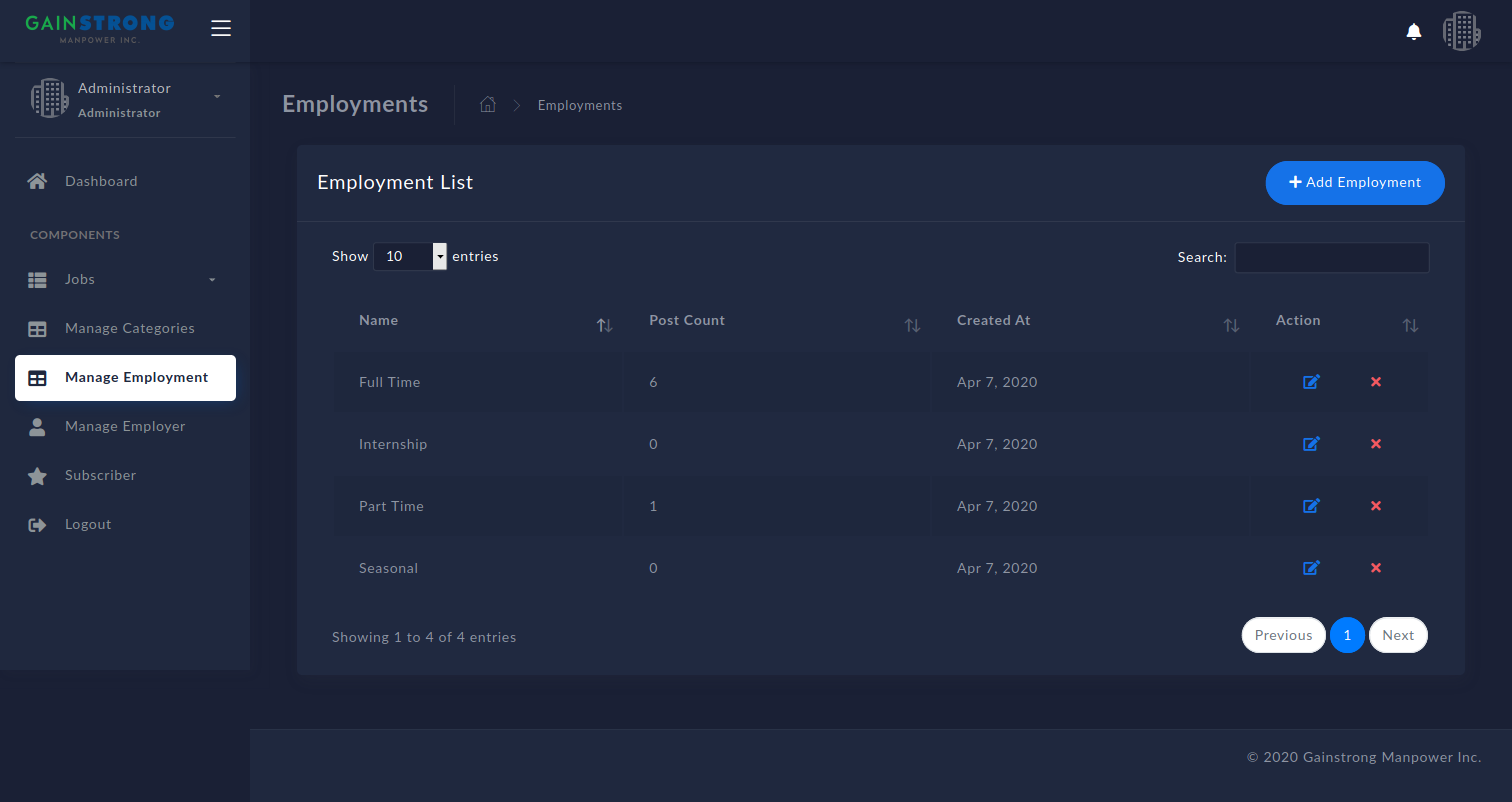 GAINSTRONG
MANPOWER INC.
Administrator
Administrator
Employments
Employments
Dashboard
COMPONENTS
Jobs
Manage Categories
Manage Employment
Manage Employer
Subscriber
Logout
Employment List
Add Employment
Show 10 entries
Search:
Name Post Count Created At Action
Full Time 6 Apr 7, 2020
Internship 0 Apr 7, 2020
Part Time 1 Apr 7, 2020
Seasonal 0 Apr 7, 2020
Showing 1 to 4 of 4 entries
Previous 1 Next
© 2020 Gainstrong Manpower Inc.